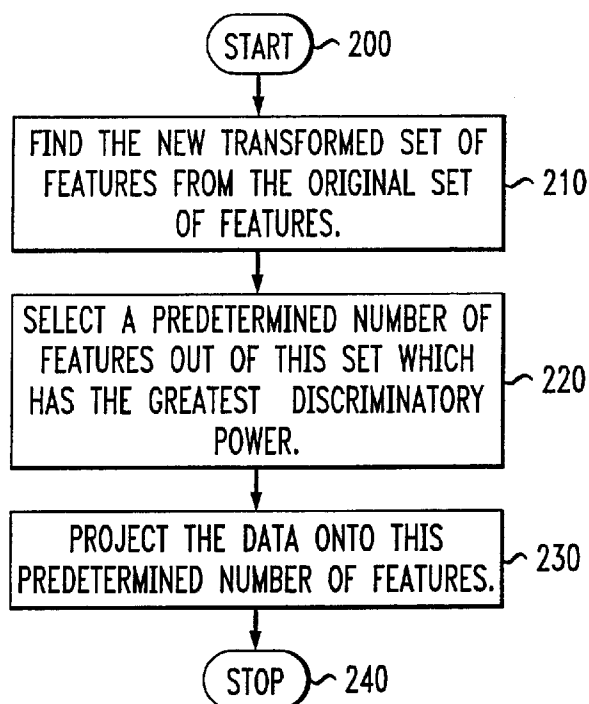 START 200
FIND THE NEW TRANSFORMED SET OF
FEATURES FROM THE ORIGINAL SET
OF FEATURES.
210
SELECT A PREDETERMINED NUMBER OF
FEATURES OUT OF THIS SET WHICH
HAS THE GREATEST DISCRIMINATORY
POWER.
220
PROJECT THE DATA ONTO THIS
PREDETERMINED NUMBER OF FEATURES.
230
STOP 240